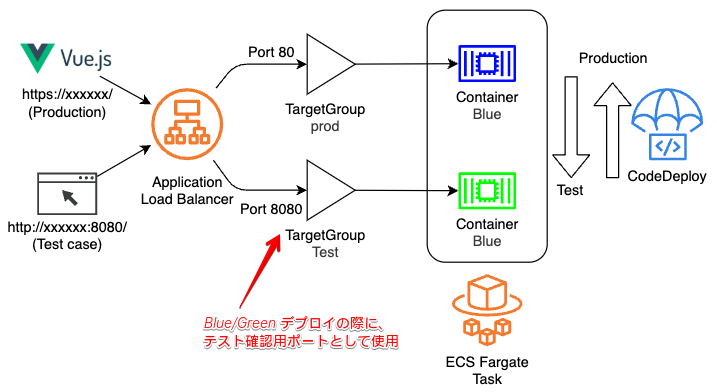 Vue.js
https://xxxxxx/
(Production)
http://xxxxxx:8080/
(Test case)
Application
Load Balancer
Port 80
TargetGroup
prod
Port 8080
TargetGroup
Test
Blue/Green デプロイの際に、
テスト確認用ポートとして使用
Container
Blue
Container
Blue
ECS Fargate
Task
Production
Test
CodeDeploy